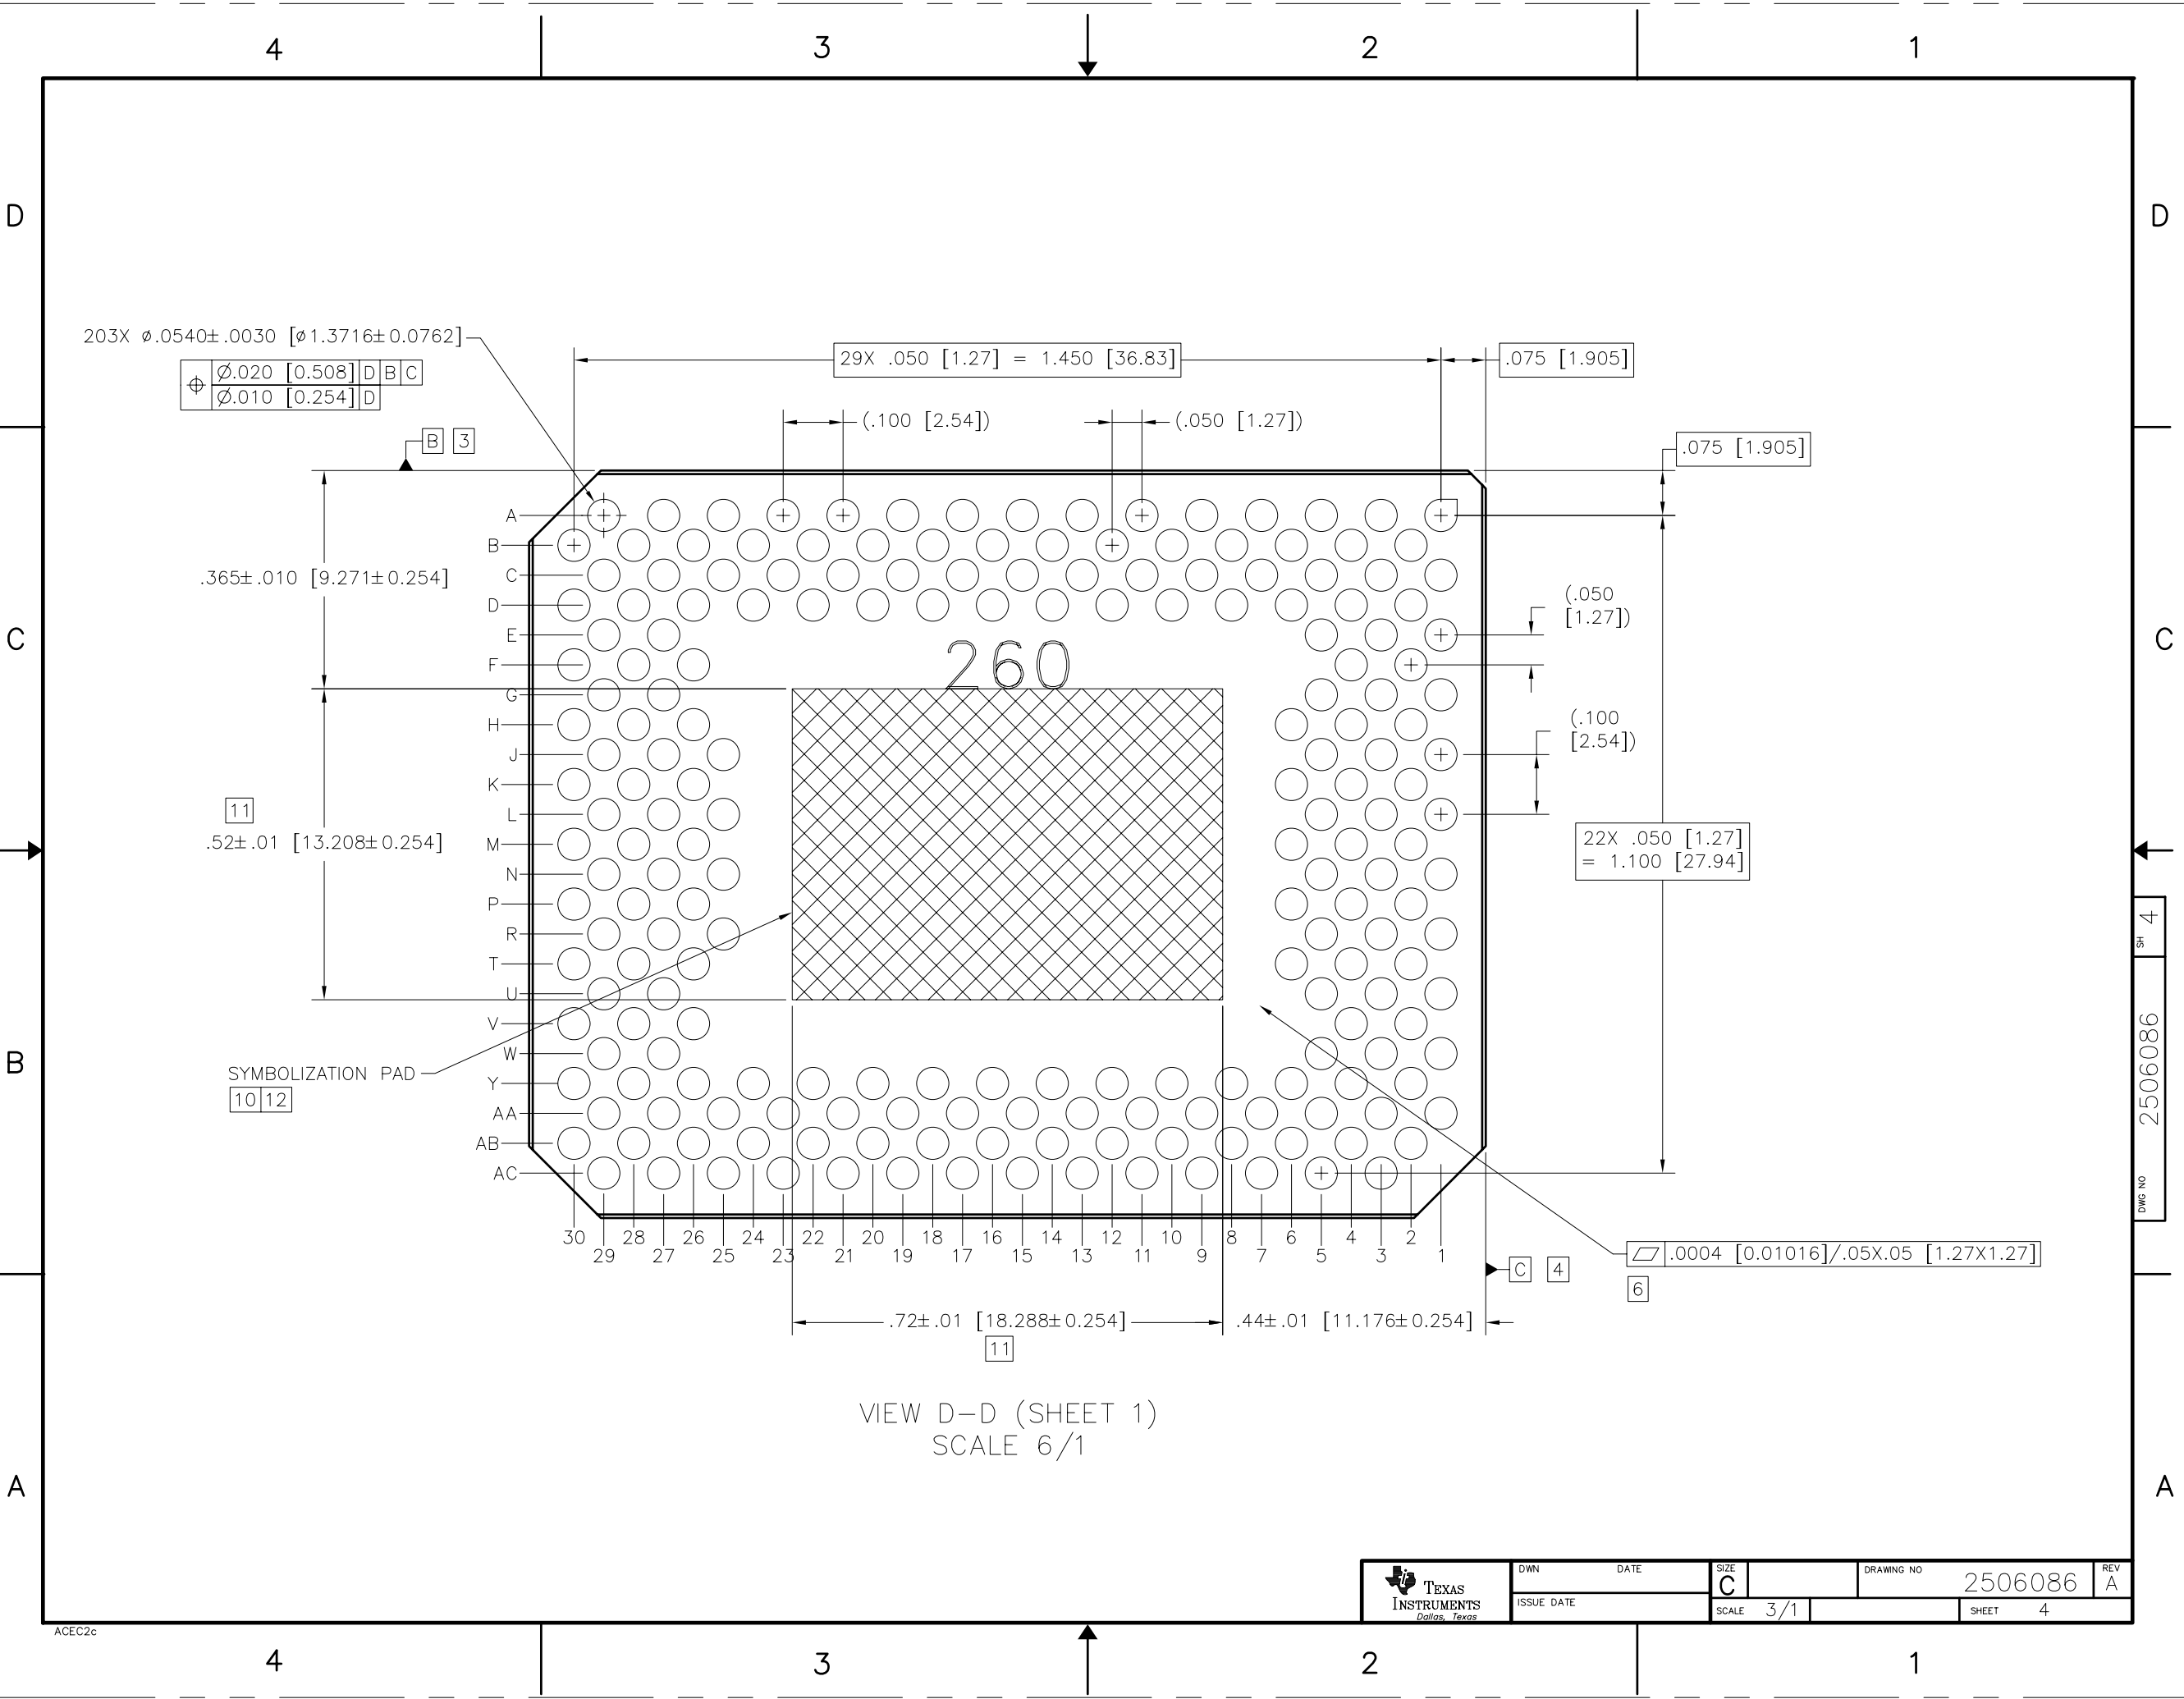 4 3 2 1
D D
203X ø.0540±.0030 [ø1.3716±0.0762]
⌖ Ø.020 [0.508] D B C
Ø.010 [0.254] D
29X .050 [1.27] = 1.450 [36.83]
.075 [1.905]
(.100 [2.54])
(.050 [1.27])
B 3
.075 [1.905]
A
B
.365±.010 [9.271±0.254]
C
D
(.050
[1.27])
E
C C
260
F
G
H
(.100
[2.54])
J
K
11
L
.52±.01 [13.208±0.254]
M
22X .050 [1.27]
= 1.100 [27.94]
N
P
R
T
U
V
W
B
SYMBOLIZATION PAD
10 12
Y
AA
AB
AC
SH 4
DWG NO 2506086
30 28 26 24 22 20 18 16 14 12 10 8 6 4 2
29 27 25 23 21 19 17 15 13 11 9 7 5 3 1
⏥ .0004 [0.01016]/.05X.05 [1.27X1.27]
6
C 4
.72±.01 [18.288±0.254]
11
.44±.01 [11.176±0.254]
VIEW D-D (SHEET 1)
SCALE 6/1
A A
TEXAS
INSTRUMENTS
Dallas, Texas
DWN DATE
ISSUE DATE
SIZE
C
DRAWING NO
2506086
REV
A
SCALE 3/1
SHEET 4
ACEC2c
4 3 2 1